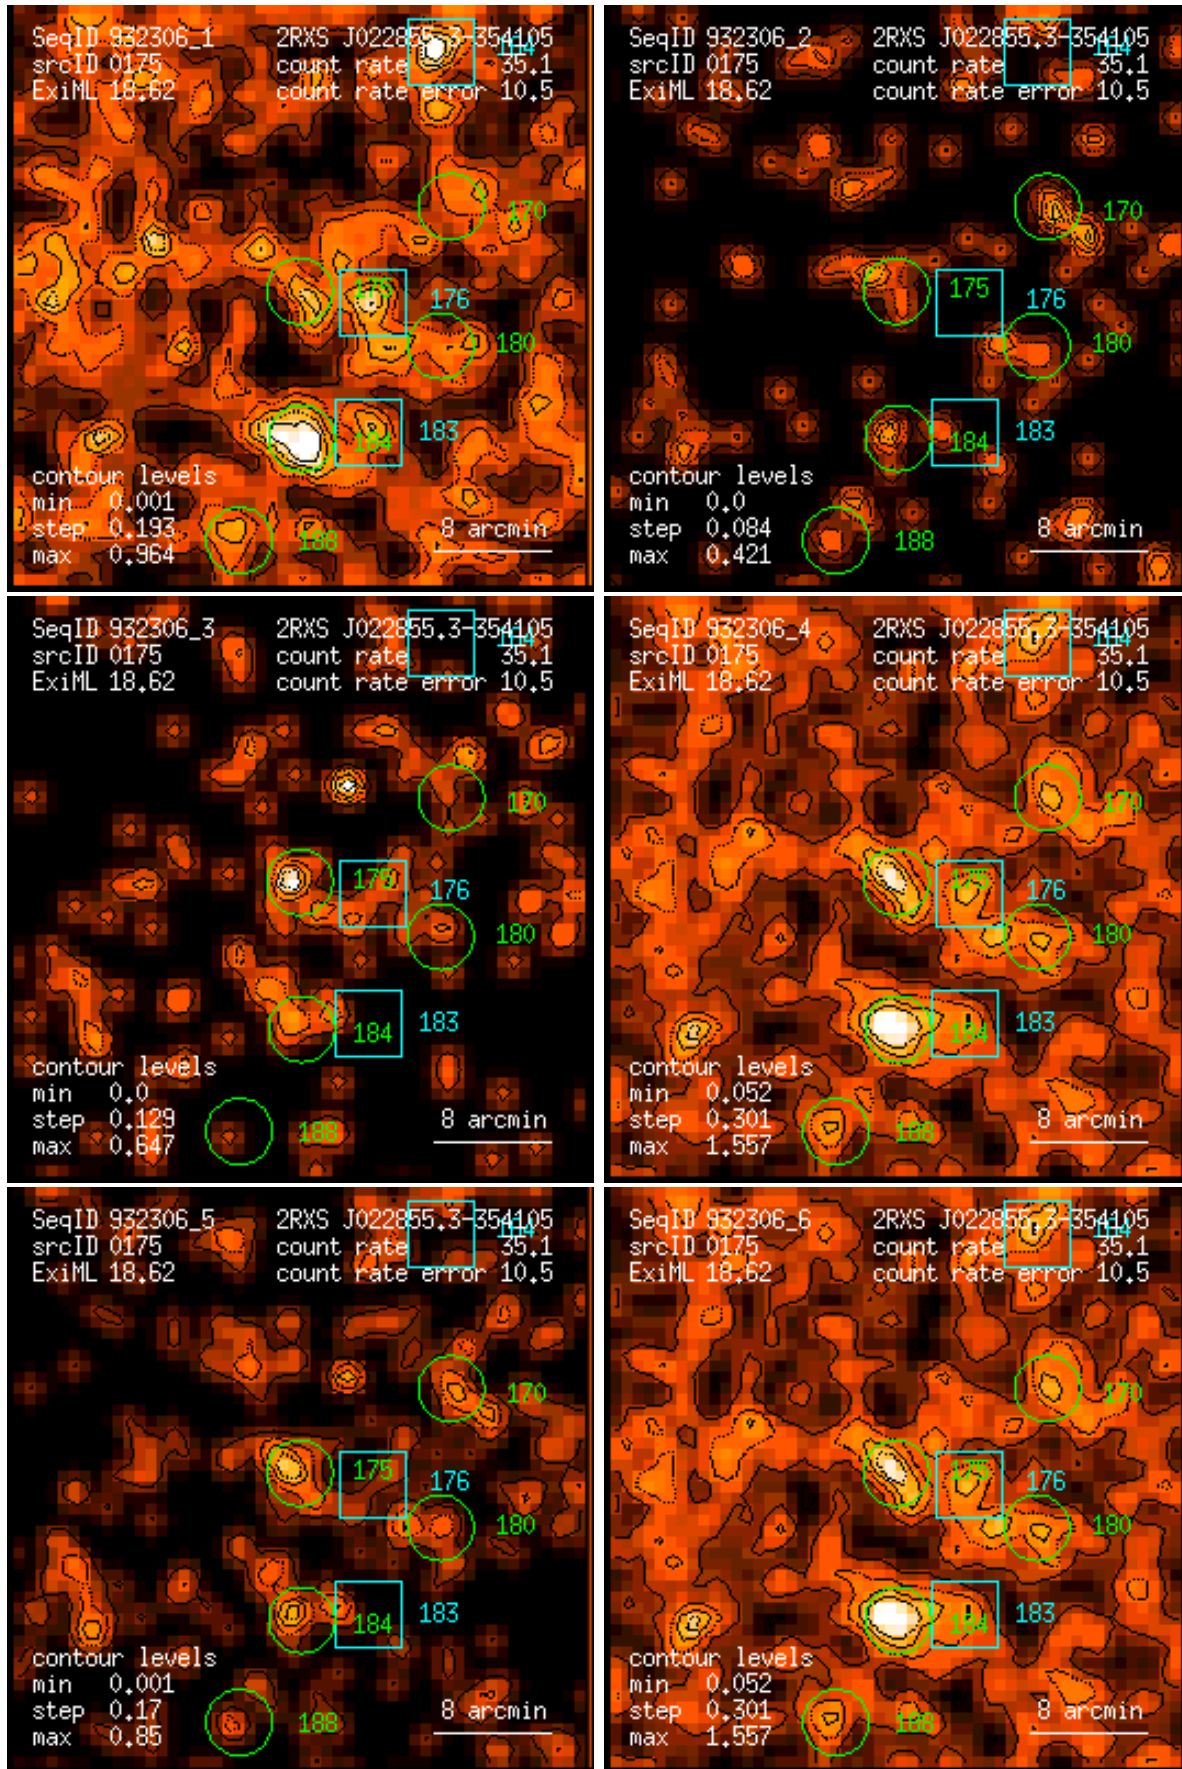 SeqID 932306_1 2RXS J022855.3-354105
srcID 0175 count rate 35.1
ExiML 18.62 count rate error 10.5
170
175
176
180
184 183
contour levels
min 0.001
step 0.193 8 arcmin
max 0.964
188
SeqID 932306_2 2RXS J022855.3-354105
srcID 0175 count rate 35.1
ExiML 18.62 count rate error 10.5
170
175
176
180
184 183
contour levels
min 0.0
step 0.084 8 arcmin
max 0.421
188
SeqID 932306_3 2RXS J022855.3-354105
srcID 0175 count rate 35.1
ExiML 18.62 count rate error 10.5
170
175
176
180
184 183
contour levels
min 0.0
step 0.129 8 arcmin
max 0.647
188
SeqID 932306_4 2RXS J022855.3-354105
srcID 0175 count rate 35.1
ExiML 18.62 count rate error 10.5
170
175
176
180
184 183
contour levels
min 0.052
step 0.301 8 arcmin
max 1.557
188
SeqID 932306_5 2RXS J022855.3-354105
srcID 0175 count rate 35.1
ExiML 18.62 count rate error 10.5
170
175
176
180
184 183
contour levels
min 0.001
step 0.17 8 arcmin
max 0.85
188
SeqID 932306_6 2RXS J022855.3-354105
srcID 0175 count rate 35.1
ExiML 18.62 count rate error 10.5
170
175
176
180
184 183
contour levels
min 0.052
step 0.301 8 arcmin
max 1.557
188